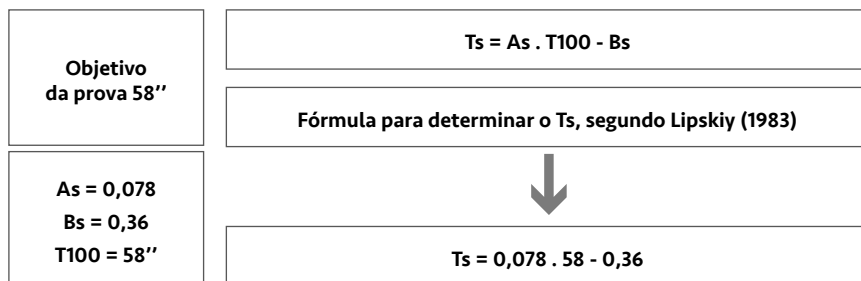 Objetivo
da prova 58’’
Ts = As . T100 - Bs
Fórmula para determinar o Ts, segundo Lipskiy (1983)
As = 0,078
Bs = 0,36
T100 = 58’’
Ts = 0,078 . 58 - 0,36